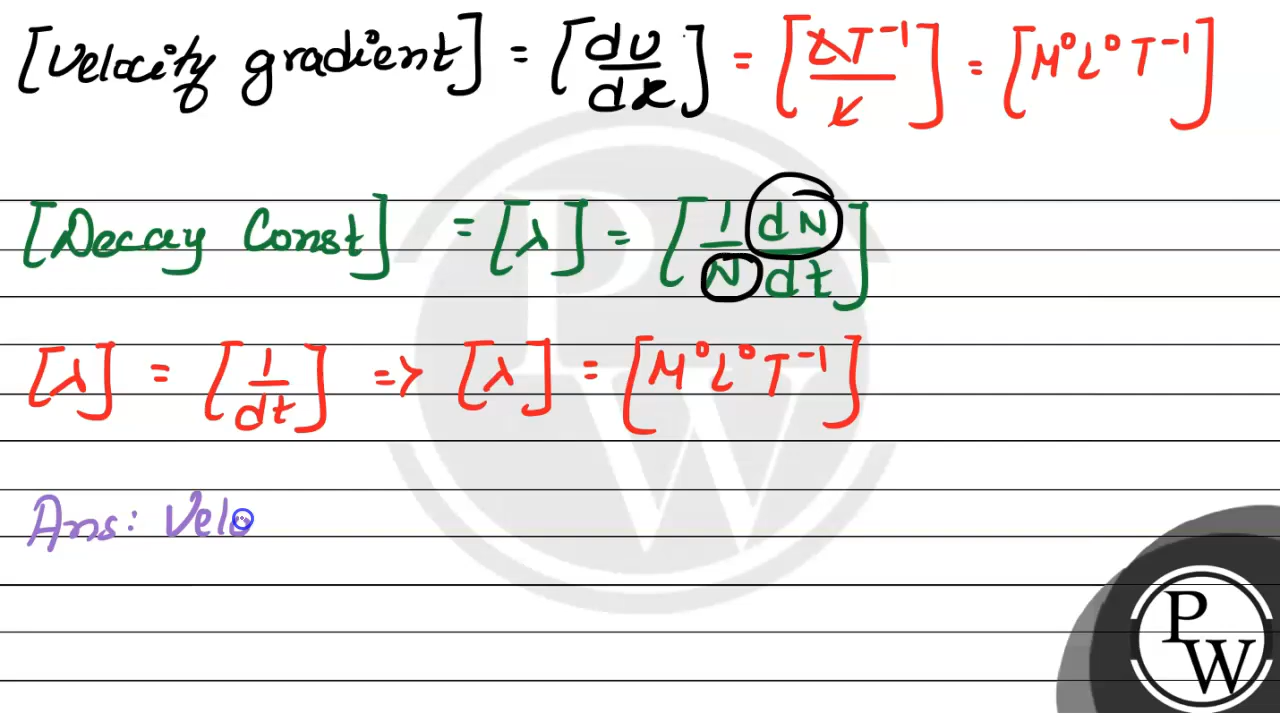 [Velocity gradient] = [dv/dx] = [LT⁻¹/L] = [M⁰L⁰T⁻¹]
[Decay Const] = [λ] = [1/N dN/dt]
[λ] = [1/dt] => [λ] = [M⁰L⁰T⁻¹]
Ans: Velo
PW
PW